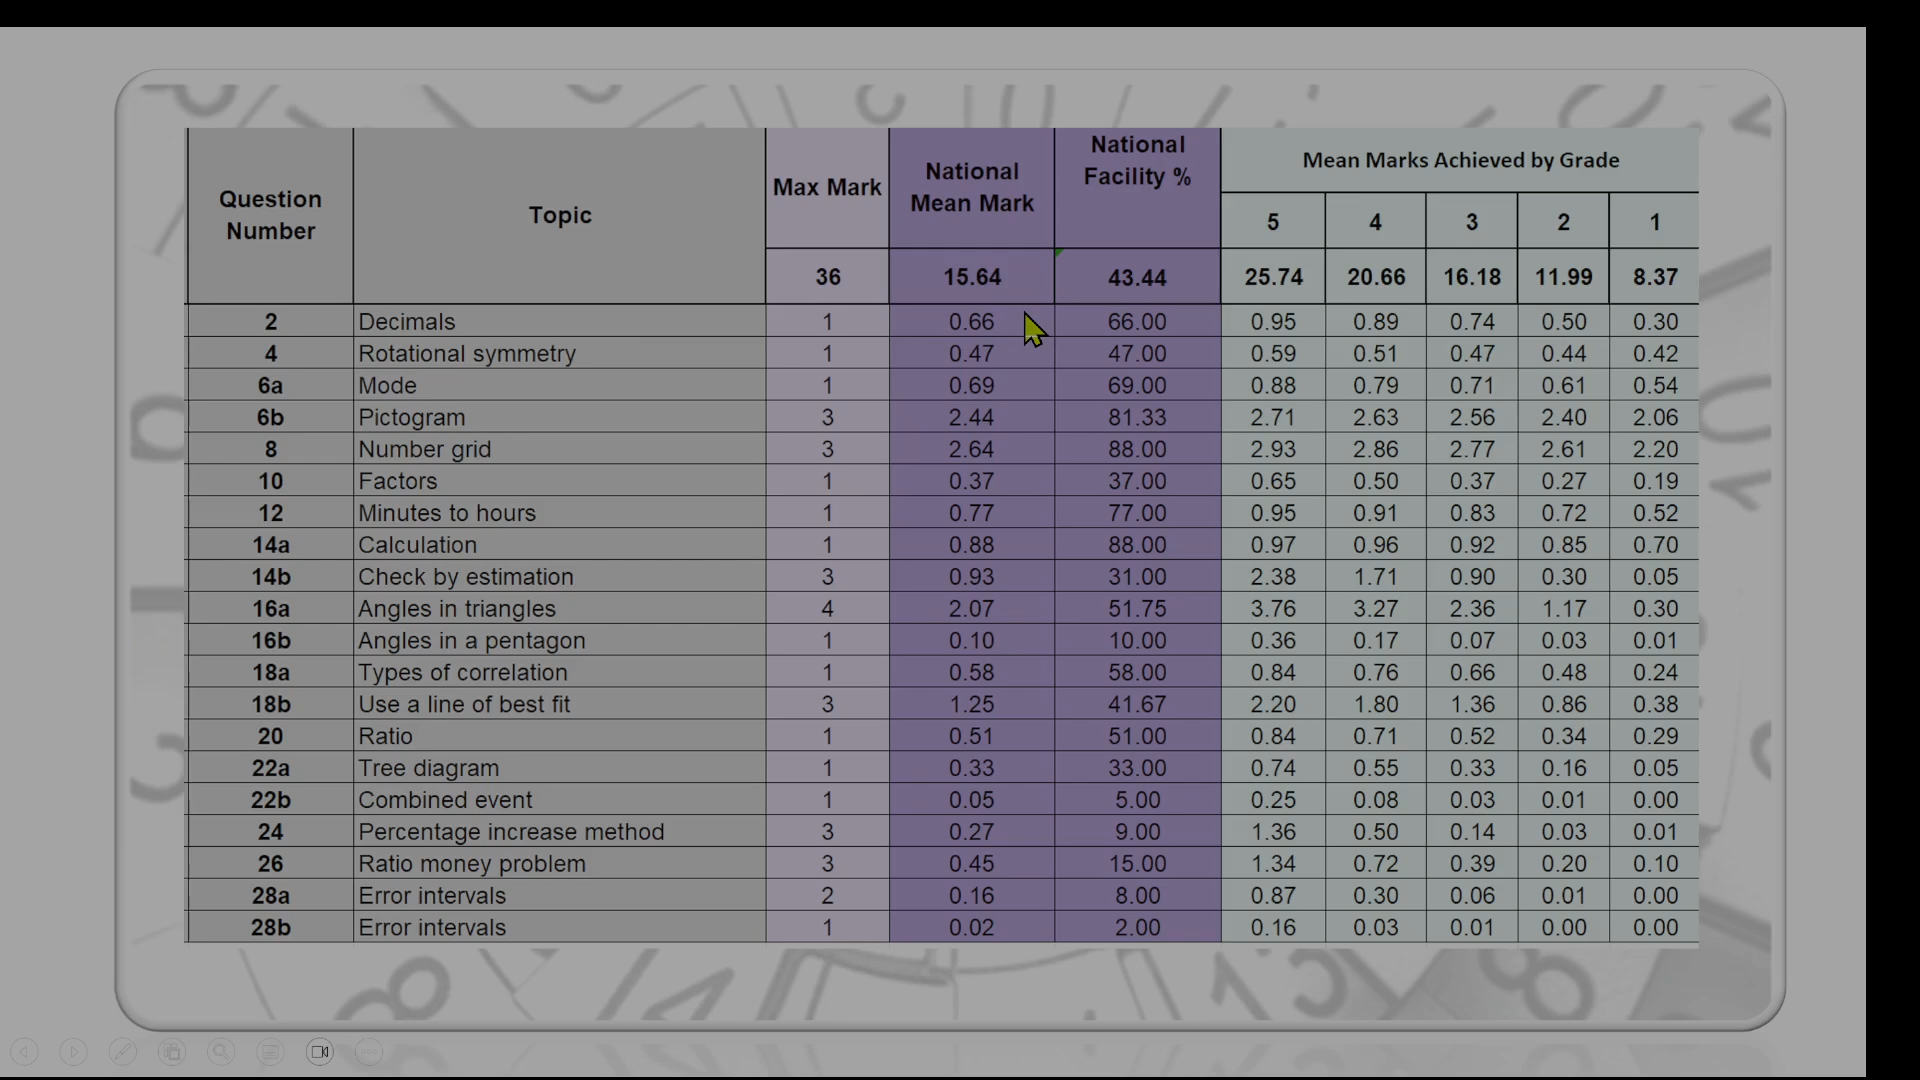 Question Number Topic Max Mark National Mean Mark National Facility % Mean Marks Achieved by Grade
5 4 3 2 1
36 15.64 43.44 25.74 20.66 16.18 11.99 8.37
2 Decimals 1 0.66 66.00 0.95 0.89 0.74 0.50 0.30
4 Rotational symmetry 1 0.47 47.00 0.59 0.51 0.47 0.44 0.42
6a Mode 1 0.69 69.00 0.88 0.79 0.71 0.61 0.54
6b Pictogram 3 2.44 81.33 2.71 2.63 2.56 2.40 2.06
8 Number grid 3 2.64 88.00 2.93 2.86 2.77 2.61 2.20
10 Factors 1 0.37 37.00 0.65 0.50 0.37 0.27 0.19
12 Minutes to hours 1 0.77 77.00 0.95 0.91 0.83 0.72 0.52
14a Calculation 1 0.88 88.00 0.97 0.96 0.92 0.85 0.70
14b Check by estimation 3 0.93 31.00 2.38 1.71 0.90 0.30 0.05
16a Angles in triangles 4 2.07 51.75 3.76 3.27 2.36 1.17 0.30
16b Angles in a pentagon 1 0.10 10.00 0.36 0.17 0.07 0.03 0.01
18a Types of correlation 1 0.58 58.00 0.84 0.76 0.66 0.48 0.24
18b Use a line of best fit 3 1.25 41.67 2.20 1.80 1.36 0.86 0.38
20 Ratio 1 0.51 51.00 0.84 0.71 0.52 0.34 0.29
22a Tree diagram 1 0.33 33.00 0.74 0.55 0.33 0.16 0.05
22b Combined event 1 0.05 5.00 0.25 0.08 0.03 0.01 0.00
24 Percentage increase method 3 0.27 9.00 1.36 0.50 0.14 0.03 0.01
26 Ratio money problem 3 0.45 15.00 1.34 0.72 0.39 0.20 0.10
28a Error intervals 2 0.16 8.00 0.87 0.30 0.06 0.01 0.00
28b Error intervals 1 0.02 2.00 0.16 0.03 0.01 0.00 0.00